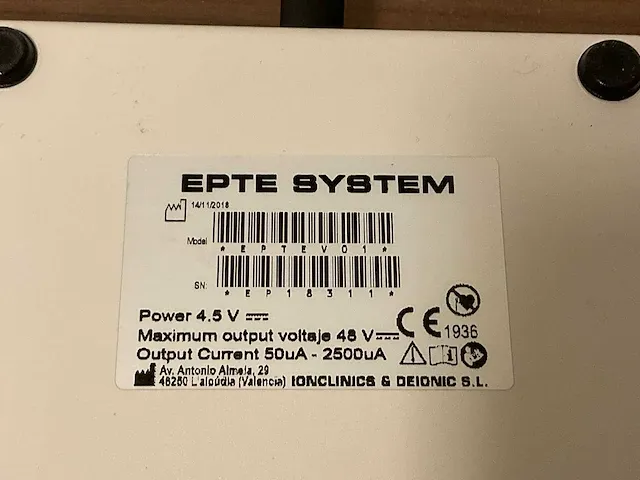 EPTE SYSTEM
14/11/2018
Model
* E P T E V 0 1 *
SN:
* E P 1 8 3 1 1 *
Power 4.5 V
Maximum output voltaje 48 V
CE 1936
Output Current 50uA - 2500uA
Av. Antonio Almela, 29
46250 L'alcúdia (Valencia) IONCLINICS & DEIONIC S.L.